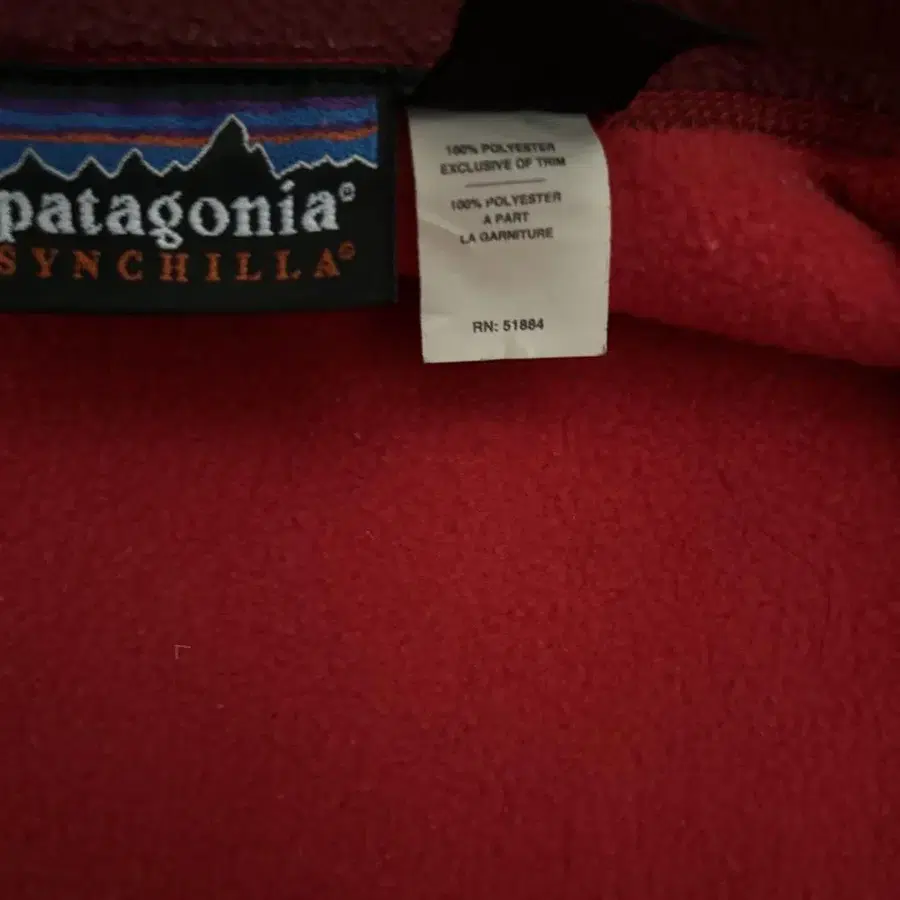 patagonia®
SYNCHILLA®
100% POLYESTER
EXCLUSIVE OF TRIM
100% POLYESTER
A PART
LA GARNITURE
RN: 51884